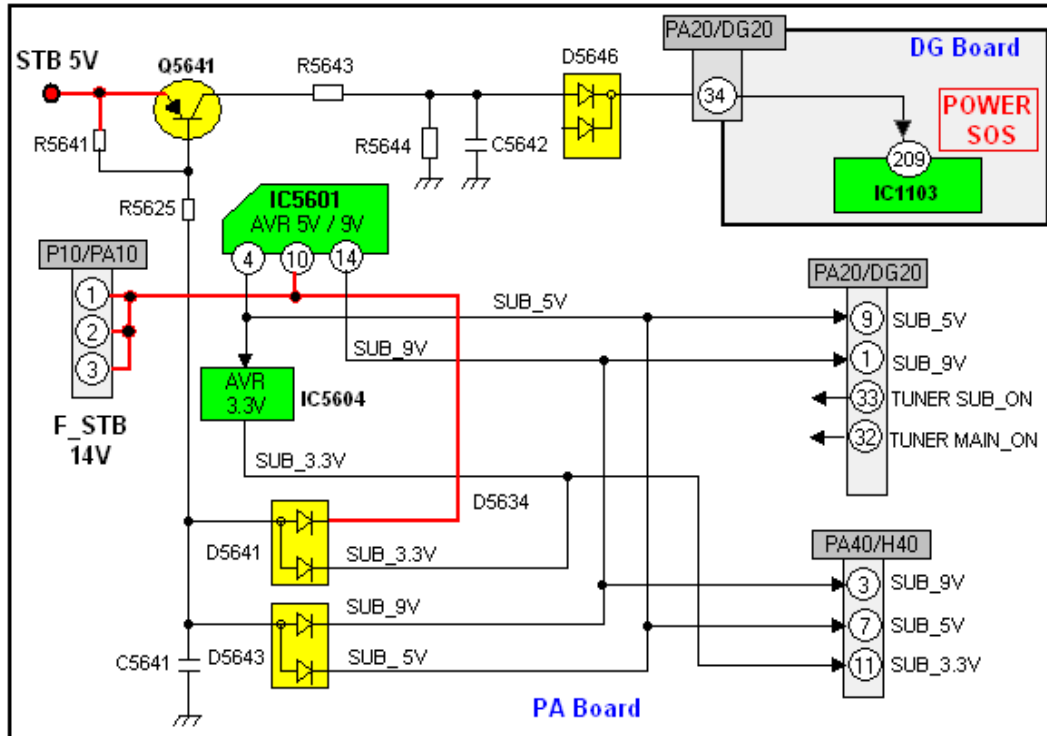 PA20/DG20
DG Board
STB 5V
Q5641
R5643
D5646
34
POWER
SOS
R5641
R5644
C5642
209
IC1103
R5625
IC5601
AVR 5V / 9V
4
10
14
P10/PA10
1
2
3
F_STB
14V
SUB_5V
SUB_9V
AVR
3.3V
IC5604
SUB_3.3V
PA20/DG20
9
SUB_5V
1
SUB_9V
33
TUNER SUB_ON
32
TUNER MAIN_ON
D5634
D5641
SUB_3.3V
SUB_9V
C5641
D5643
SUB_ 5V
PA40/H40
3
SUB_9V
7
SUB_5V
11
SUB_3.3V
PA Board